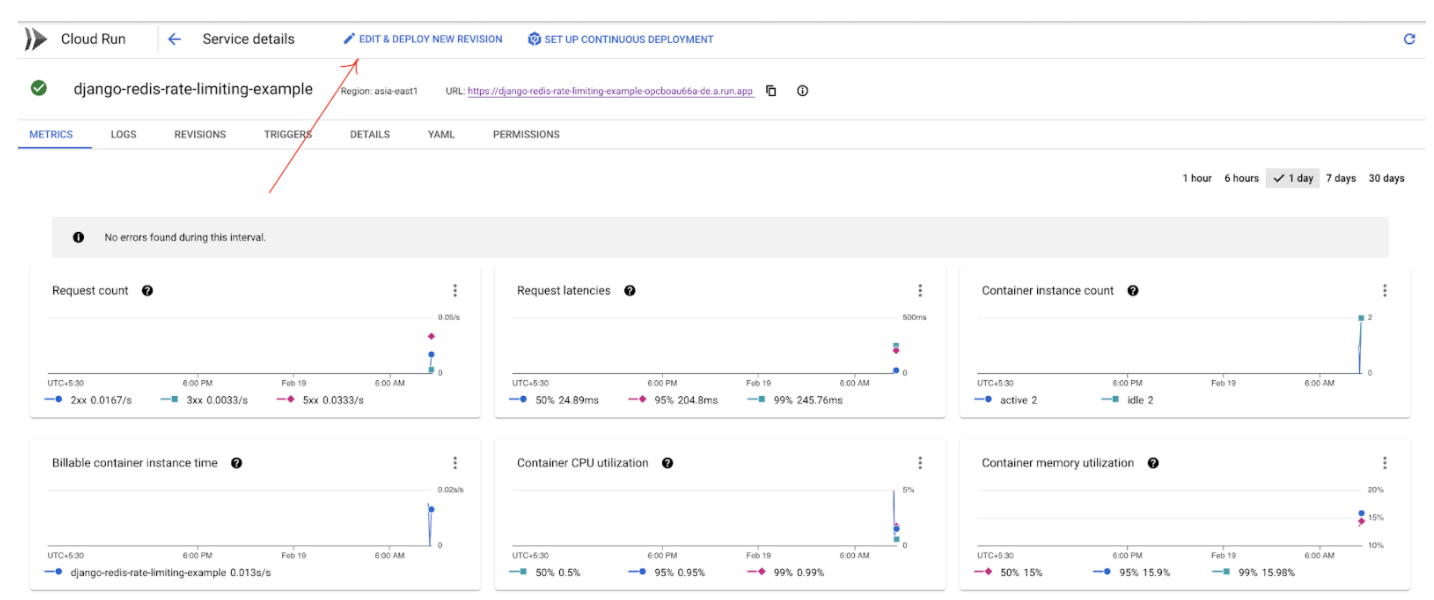 Cloud Run Service details EDIT & DEPLOY NEW REVISION SET UP CONTINUOUS DEPLOYMENT
django-redis-rate-limiting-example Region: asia-east1 URL: https://django-redis-rate-limiting-example-opcboau66a-de.a.run.app
METRICS LOGS REVISIONS TRIGGERS DETAILS YAML PERMISSIONS
1 hour 6 hours 1 day 7 days 30 days
No errors found during this interval.
Request count
0.05/s
0
UTC+5:30 6:00 PM Feb 19 6:00 AM
2xx 0.0167/s 3xx 0.0033/s 5xx 0.0333/s
Request latencies
500ms
0
UTC+5:30 6:00 PM Feb 19 6:00 AM
50% 24.89ms 95% 204.8ms 99% 245.76ms
Container instance count
2
0
UTC+5:30 6:00 PM Feb 19 6:00 AM
active 2 idle 2
Billable container instance time
0.02s/s
0
UTC+5:30 6:00 PM Feb 19 6:00 AM
django-redis-rate-limiting-example 0.013s/s
Container CPU utilization
5%
0
UTC+5:30 6:00 PM Feb 19 6:00 AM
50% 0.5% 95% 0.95% 99% 0.99%
Container memory utilization
20%
15%
10%
UTC+5:30 6:00 PM Feb 19 6:00 AM
50% 15% 95% 15.9% 99% 15.98%